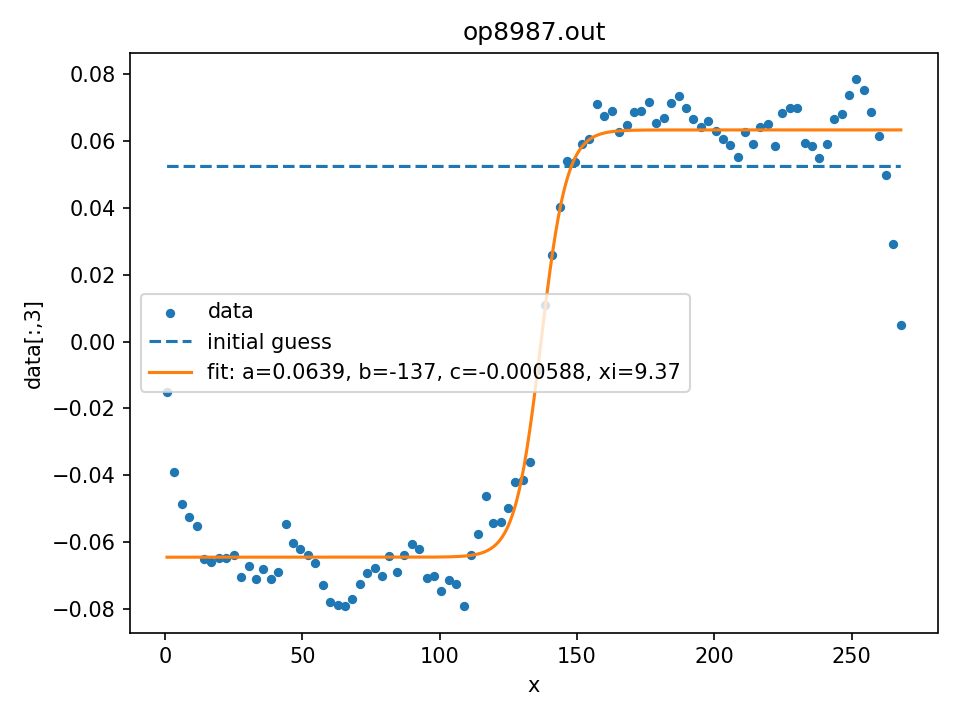 op8987.out
0.08
0.06
0.04
0.02
0.00
−0.02
−0.04
−0.06
−0.08
data[:,3]
data
initial guess
fit: a=0.0639, b=-137, c=-0.000588, xi=9.37
0 50 100 150 200 250
x